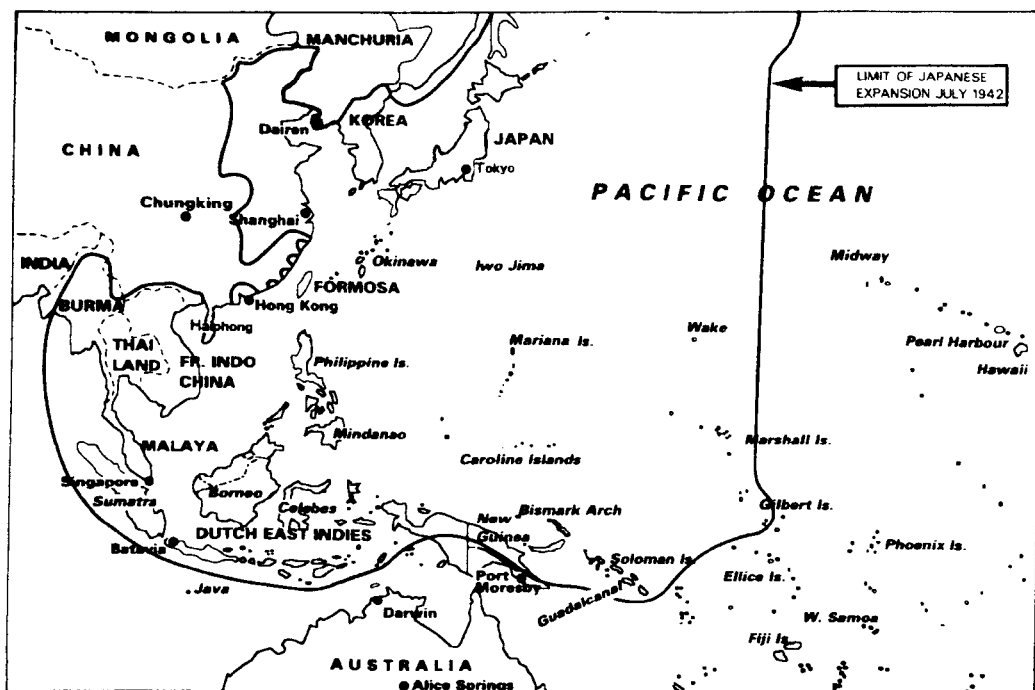 MONGOLIA
MANCHURIA
LIMIT OF JAPANESE
EXPANSION JULY 1942
Dairen
KOREA
JAPAN
CHINA
Tokyo
PACIFIC OCEAN
Chungking
Shanghai
INDIA
Okinawa
Iwo Jima
Midway
FORMOSA
BURMA
Hong Kong
Haiphong
Wake
THAI
LAND
FR. INDO
CHINA
Philippine Is.
Mariana Is.
Pearl Harbour
Hawaii
Mindanao
MALAYA
Marshall Is.
Caroline Islands
Singapore
Sumatra
Borneo
Celebes
Gilbert Is.
New
Guinea
Bismark Arch
DUTCH EAST INDIES
Batavia
Phoenix Is.
Soloman Is.
Port
Moresby
Ellice Is.
Java
Guadalcanal
Darwin
W. Samoa
Fiji Is.
AUSTRALIA
Alice Springs